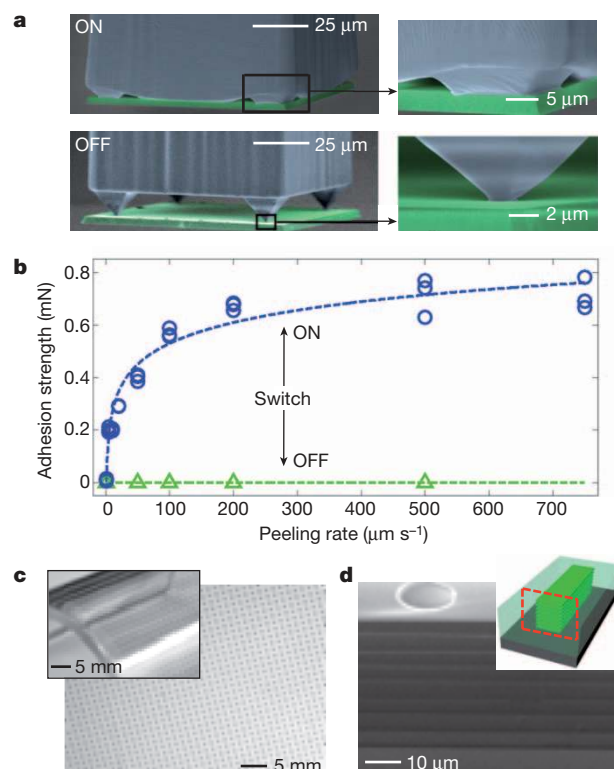 a
ON
25 μm
5 μm
OFF
25 μm
2 μm
b
0.8
0.6
0.4
0.2
0
Adhesion strength (mN)
ON
Switch
OFF
0 100 200 300 400 500 600 700
Peeling rate (μm s⁻¹)
c
5 mm
5 mm
d
10 μm